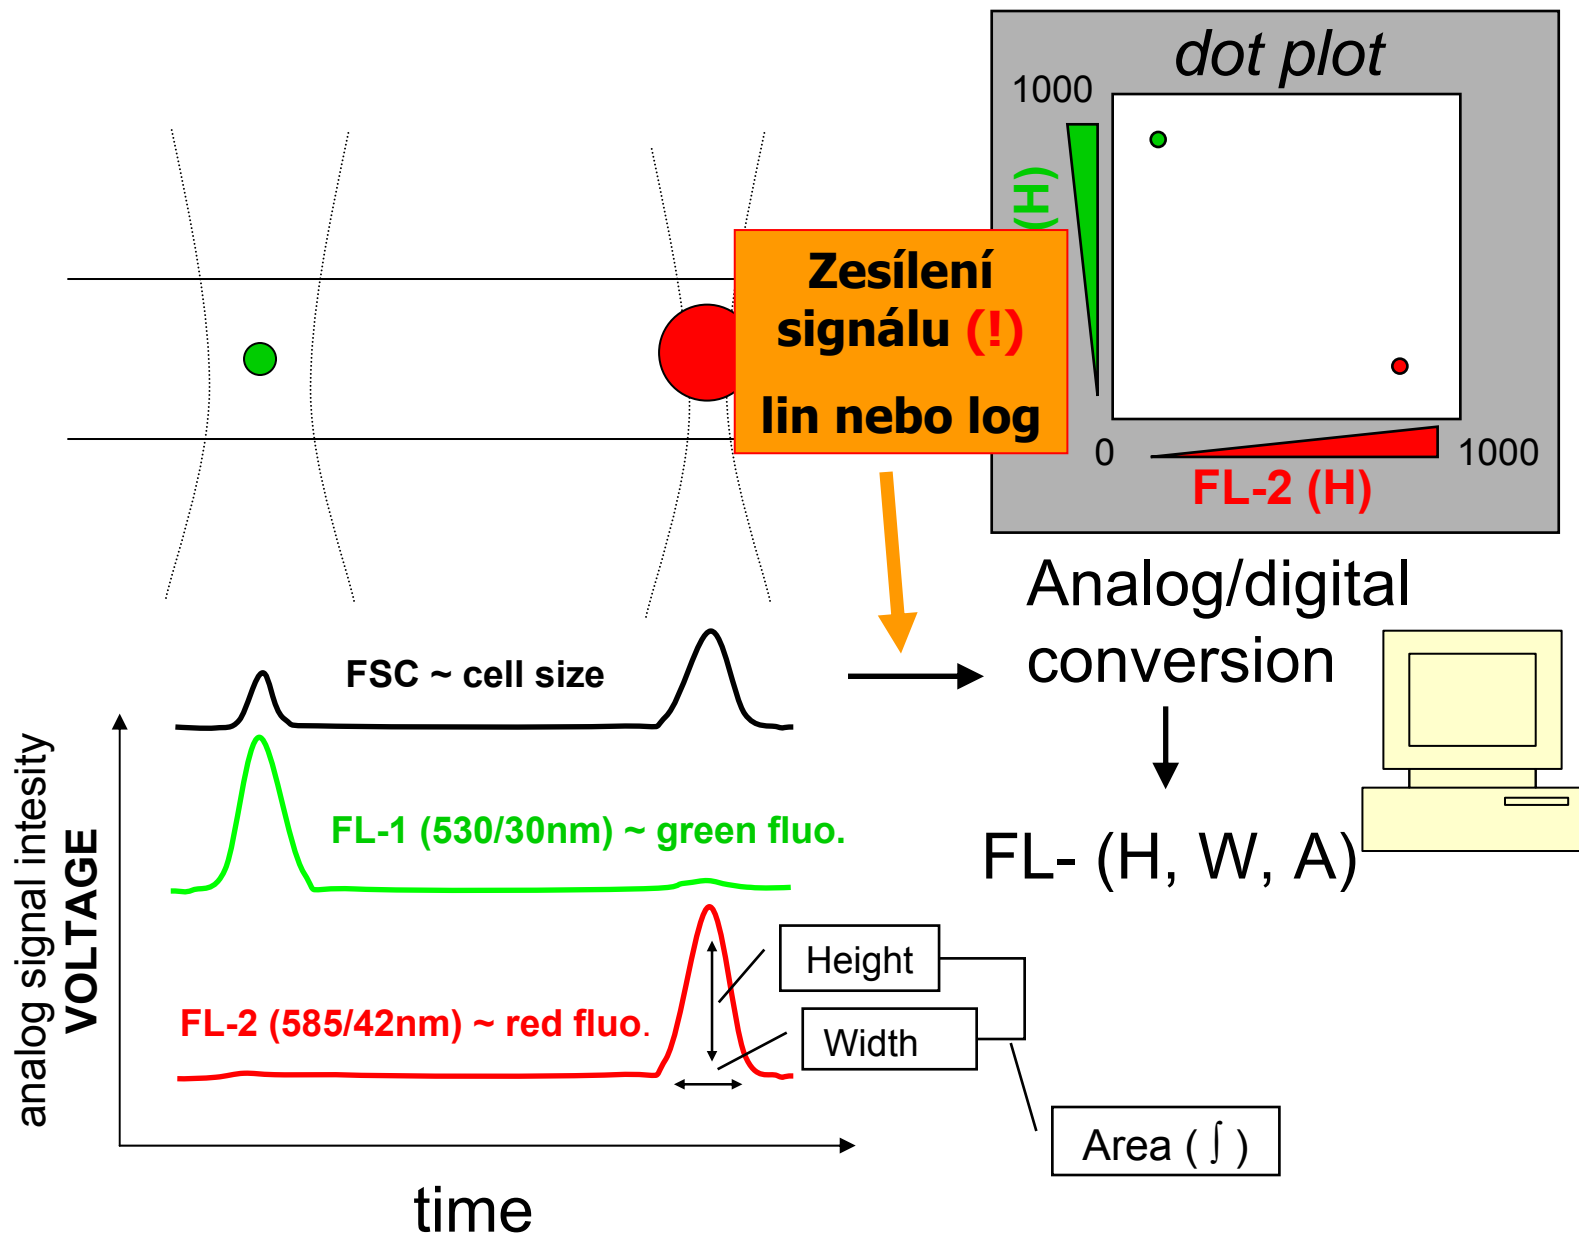 dot plot
1000
(H)
Zesílení
signálu (!)
lin nebo log
0
1000
FL-2 (H)
Analog/digital
conversion
FSC ~ cell size
FL-1 (530/30nm) ~ green fluo.
FL- (H, W, A)
analog signal intesity
VOLTAGE
Height
FL-2 (585/42nm) ~ red fluo.
Width
Area ( ∫ )
time